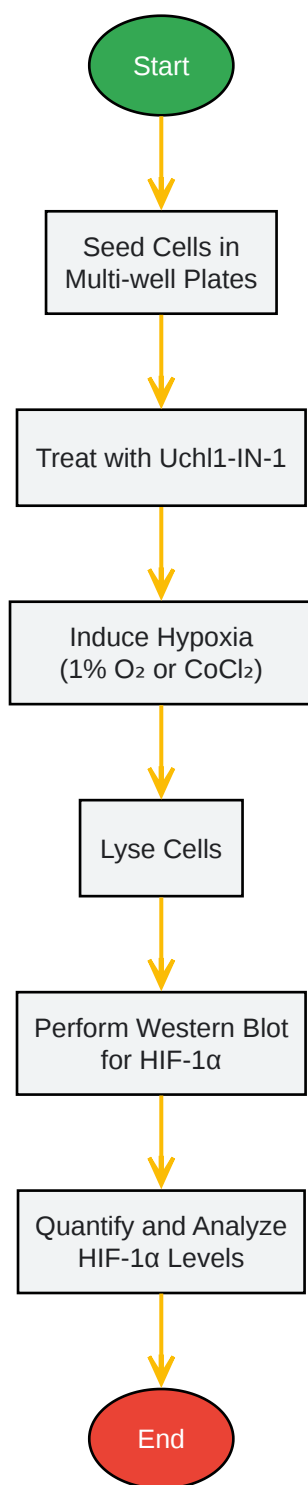 Start
Seed Cells in
Multi-well Plates
Treat with Uchl1-IN-1
Induce Hypoxia
(1% O₂ or CoCl₂)
Lyse Cells
Perform Western Blot
for HIF-1α
Quantify and Analyze
HIF-1α Levels
End